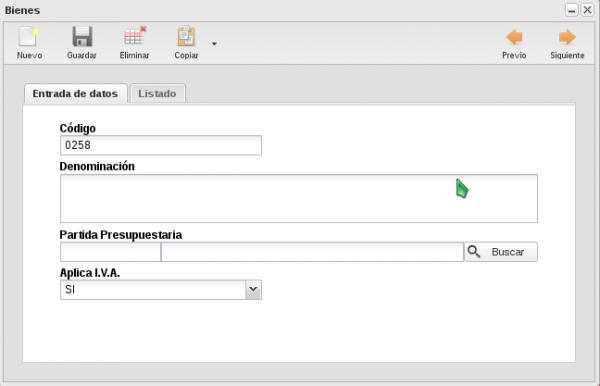 Bienes
Nuevo Guardar Eliminar Copiar Previo Siguiente
Entrada de datos Listado
Código
0258
Denominación
Partida Presupuestaria
Buscar
Aplica I.V.A.
SI